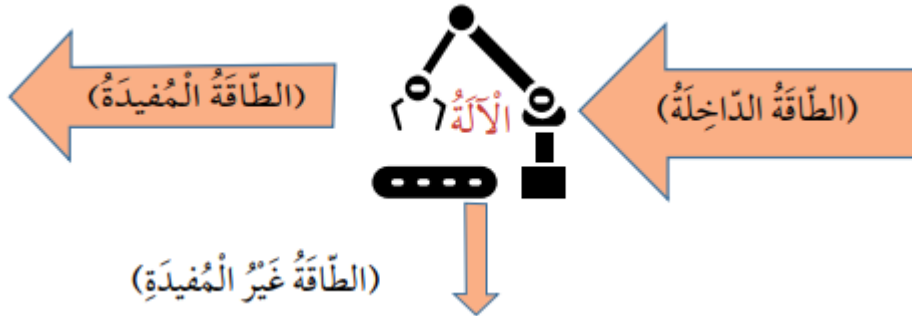 (الطّاقَةُ الدّاخِلَةُ)
الْآلَةُ
(الطّاقَةُ الْمُفيدَةُ)
(الطّاقَةُ غَيْرُ الْمُفيدَةِ)